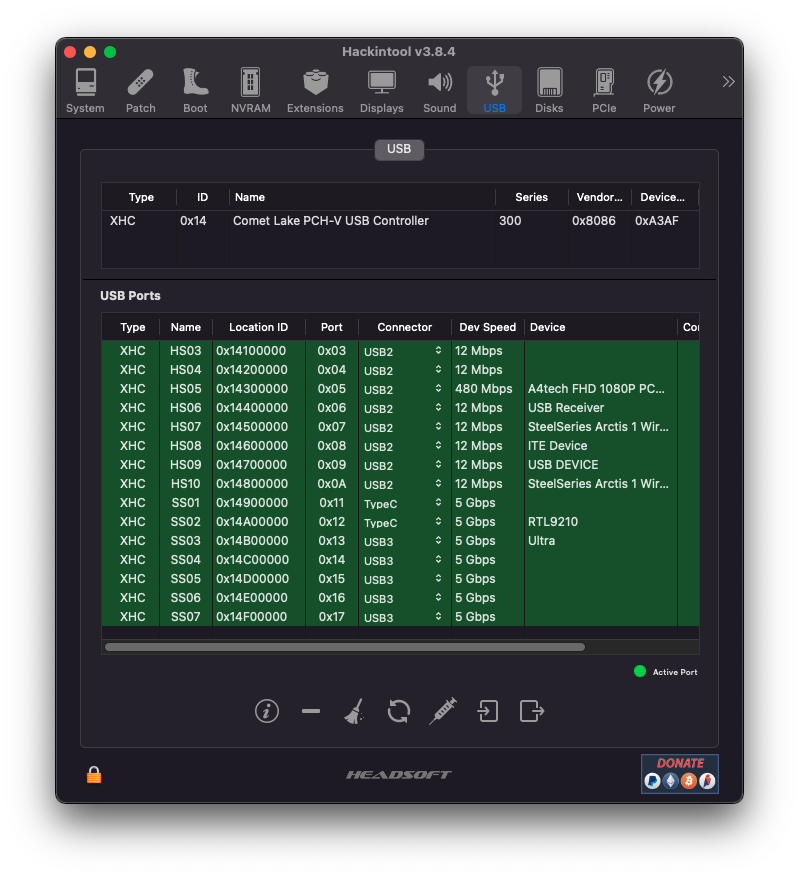 Hackintool v3.8.4
System Patch Boot NVRAM Extensions Displays Sound USB Disks PCIe Power
USB
Type ID Name Series Vendor... Device...
XHC 0x14 Comet Lake PCH-V USB Controller 300 0x8086 0xA3AF
USB Ports
Type Name Location ID Port Connector Dev Speed Device Co
XHC HS03 0x14100000 0x03 USB2 12 Mbps
XHC HS04 0x14200000 0x04 USB2 12 Mbps
XHC HS05 0x14300000 0x05 USB2 480 Mbps A4tech FHD 1080P PC...
XHC HS06 0x14400000 0x06 USB2 12 Mbps USB Receiver
XHC HS07 0x14500000 0x07 USB2 12 Mbps SteelSeries Arctis 1 Wir...
XHC HS08 0x14600000 0x08 USB2 12 Mbps ITE Device
XHC HS09 0x14700000 0x09 USB2 12 Mbps USB DEVICE
XHC HS10 0x14800000 0x0A USB2 12 Mbps SteelSeries Arctis 1 Wir...
XHC SS01 0x14900000 0x11 TypeC 5 Gbps
XHC SS02 0x14A00000 0x12 TypeC 5 Gbps RTL9210
XHC SS03 0x14B00000 0x13 USB3 5 Gbps Ultra
XHC SS04 0x14C00000 0x14 USB3 5 Gbps
XHC SS05 0x14D00000 0x15 USB3 5 Gbps
XHC SS06 0x14E00000 0x16 USB3 5 Gbps
XHC SS07 0x14F00000 0x17 USB3 5 Gbps
Active Port
HEADSOFT
DONATE